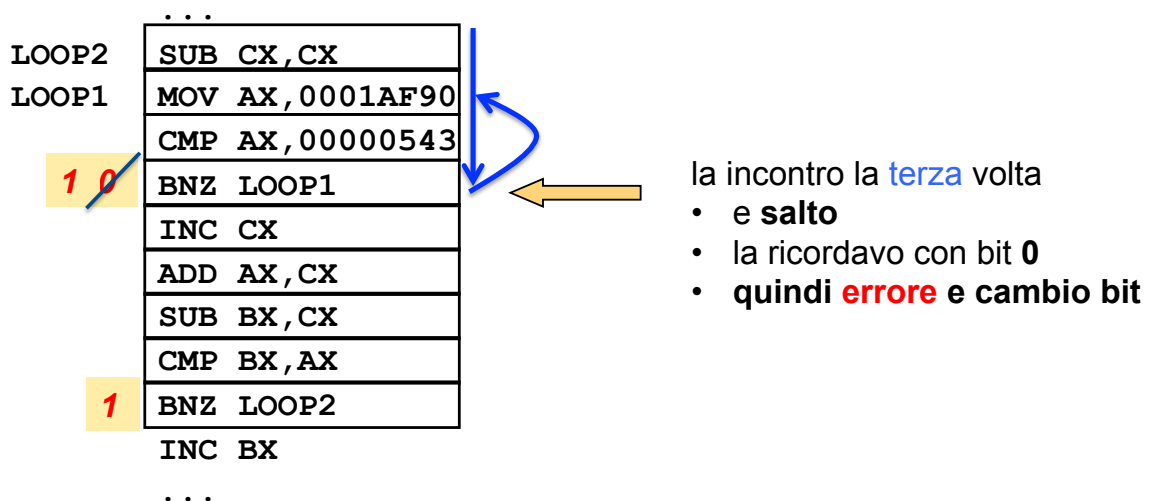 ...
LOOP2 SUB CX,CX
LOOP1 MOV AX,0001AF90
CMP AX,00000543
1 0 BNZ LOOP1
INC CX
ADD AX,CX
SUB BX,CX
CMP BX,AX
1 BNZ LOOP2
INC BX
...
la incontro la terza volta
• e salto
• la ricordavo con bit 0
• quindi errore e cambio bit